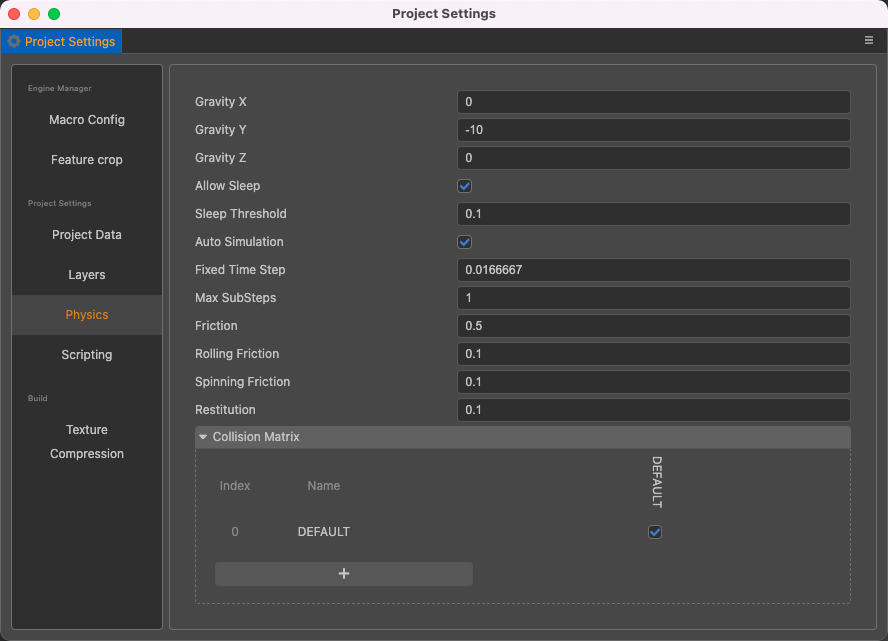 Project Settings
Project Settings
Engine Manager
Macro Config
Feature crop
Project Settings
Project Data
Layers
Physics
Scripting
Build
Texture
Compression
Gravity X 0
Gravity Y -10
Gravity Z 0
Allow Sleep
Sleep Threshold 0.1
Auto Simulation
Fixed Time Step 0.0166667
Max SubSteps 1
Friction 0.5
Rolling Friction 0.1
Spinning Friction 0.1
Restitution 0.1
Collision Matrix
Index Name DEFAULT
0 DEFAULT
+